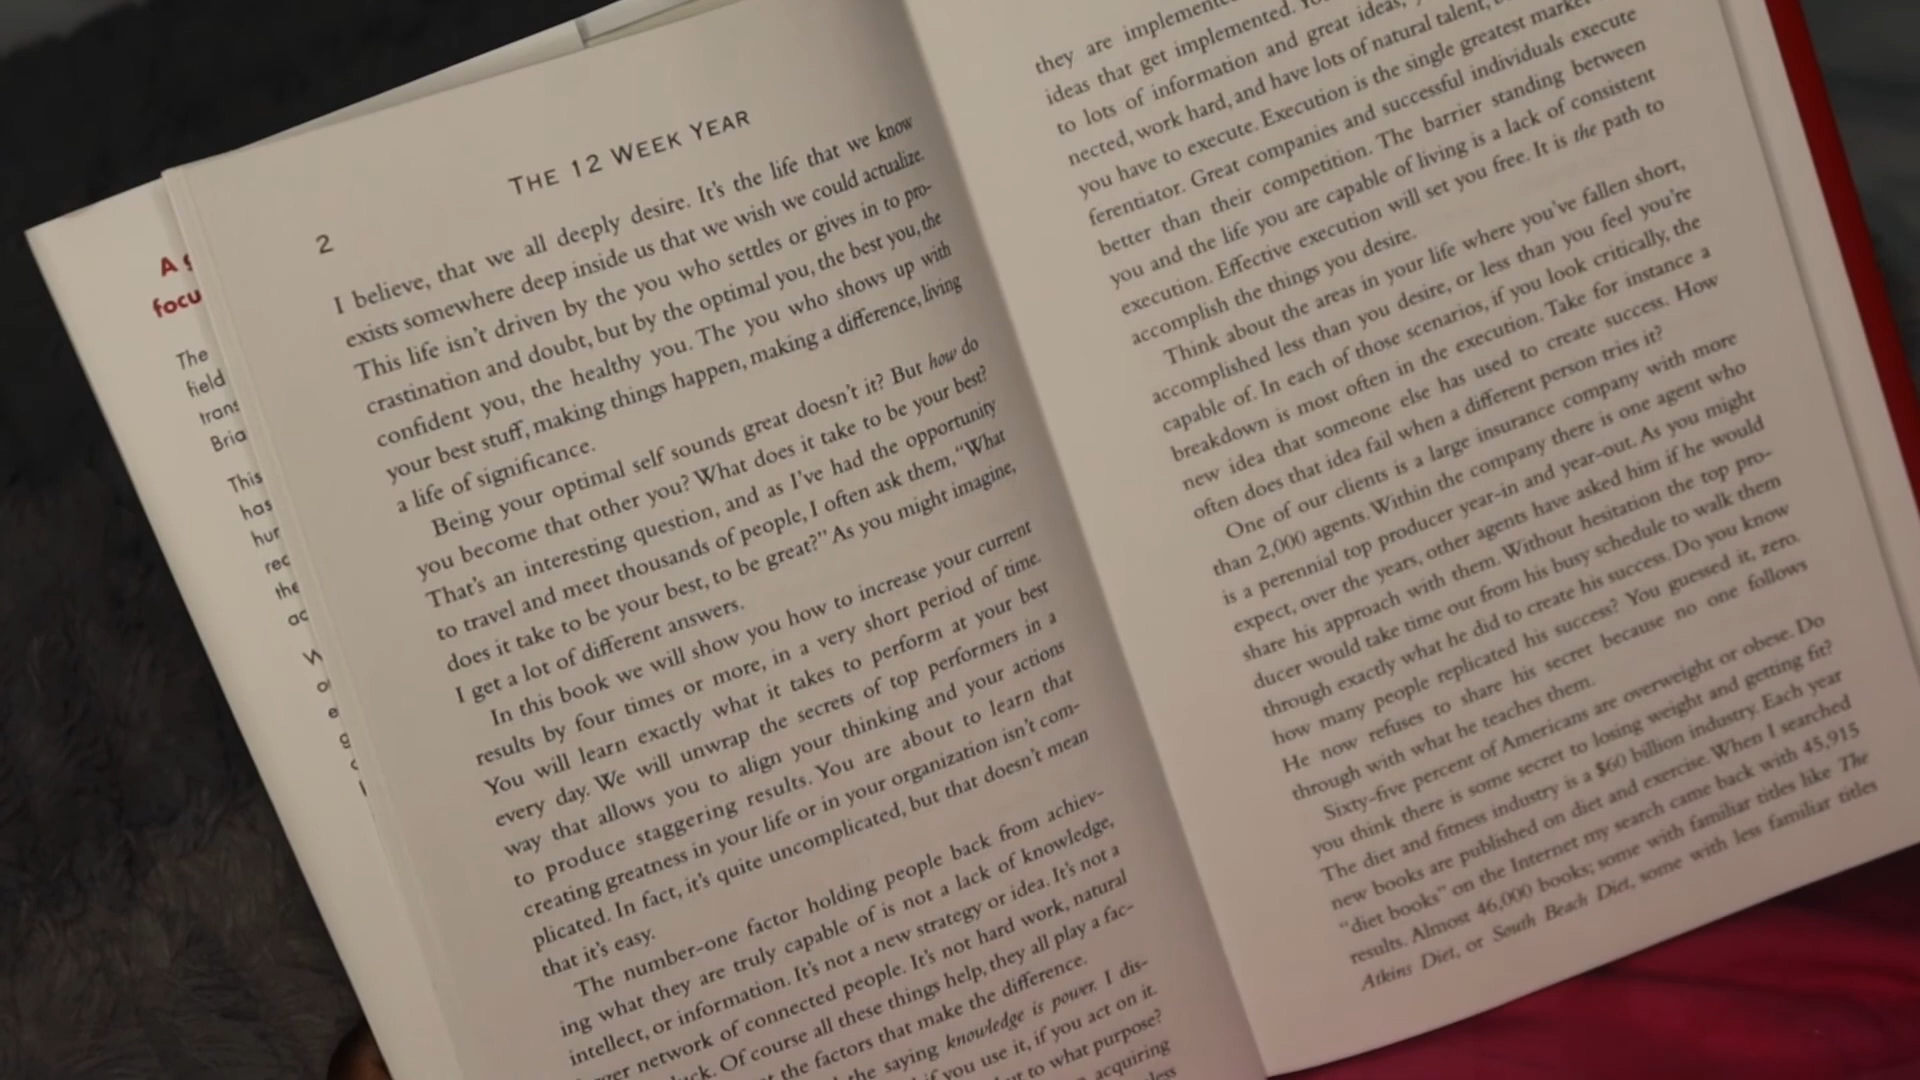 A
focu
The
field
trans
Bria
This
has
hur
rec
the
ac
W
THE 12 WEEK YEAR
2
I believe, that we all deeply desire. It's the life that we know
exists somewhere deep inside us that we wish we could actualize.
This life isn't driven by the you who settles or gives in to pro-
crastination and doubt, but by the optimal you, the best you, the
confident you, the healthy you. The you who shows up with
your best stuff, making things happen, making a difference, living
a life of significance.
Being your optimal self sounds great doesn't it? But how do
you become that other you? What does it take to be your best?
That's an interesting question, and as I've had the opportunity
to travel and meet thousands of people, I often ask them, “What
does it take to be your best, to be great?” As you might imagine,
I get a lot of different answers.
In this book we will show you how to increase your current
results by four times or more, in a very short period of time.
You will learn exactly what it takes to perform at your best
every day. We will unwrap the secrets of top performers in a
way that allows you to align your thinking and your actions
to produce staggering results. You are about to learn that
creating greatness in your life or in your organization isn't com-
plicated. In fact, it's quite uncomplicated, but that doesn't mean
that it's easy.
The number-one factor holding people back from achiev-
ing what they are truly capable of is not a lack of knowledge,
intellect, or information. It's not a new strategy or idea. It's not a
network of connected people. It's not hard work, natural
Of course all these things help, they all play a fac-
the factors that make the difference.
the saying knowledge is power. I dis-
if you use it, if you act on it.
to what purpose?
acquiring
they are implemented
ideas that get implemented.
to lots of information and great ideas,
nected, work hard, and have lots of natural talent,
you have to execute. Execution is the single greatest market
ferentiator. Great companies and successful individuals execute
better than their competition. The barrier standing between
you and the life you are capable of living is a lack of consistent
execution. Effective execution will set you free. It is the path to
accomplish the things you desire.
Think about the areas in your life where you've fallen short,
accomplished less than you desire, or less than you feel you're
capable of. In each of those scenarios, if you look critically, the
breakdown is most often in the execution. Take for instance a
new idea that someone else has used to create success. How
often does that idea fail when a different person tries it?
One of our clients is a large insurance company with more
than 2,000 agents. Within the company there is one agent who
is a perennial top producer year-in and year-out. As you might
expect, over the years, other agents have asked him if he would
share his approach with them. Without hesitation the top pro-
ducer would take time out from his busy schedule to walk them
through exactly what he did to create his success. Do you know
how many people replicated his success? You guessed it, zero.
He now refuses to share his secret because no one follows
through with what he teaches them.
Sixty-five percent of Americans are overweight or obese. Do
you think there is some secret to losing weight and getting fit?
The diet and fitness industry is a $60 billion industry. Each year
new books are published on diet and exercise. When I searched
“diet books” on the Internet my search came back with 45,915
results. Almost 46,000 books; some with familiar titles like The
Atkins Diet, or South Beach Diet, some with less familiar titles